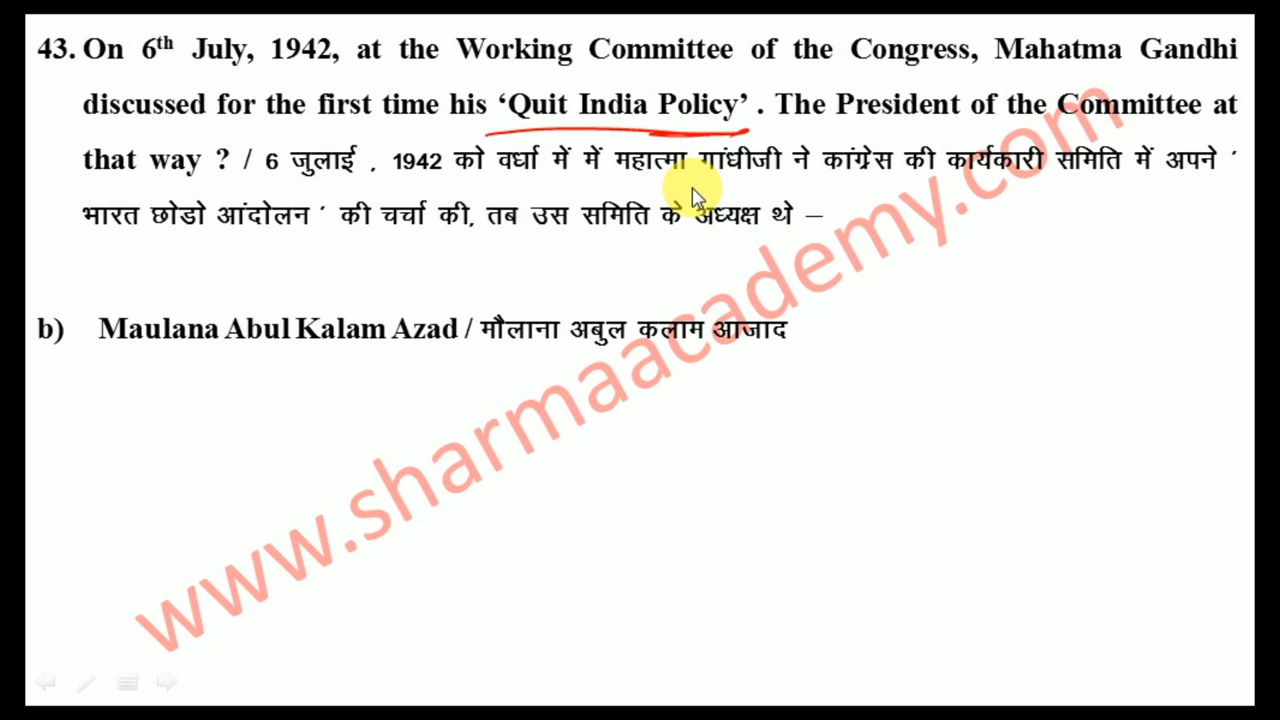 43. On 6th July, 1942, at the Working Committee of the Congress, Mahatma Gandhi
discussed for the first time his ‘Quit India Policy’ . The President of the Committee at
that way ? / 6 जुलाई , 1942 को वर्धा में में महात्मा गांधीजी ने कांग्रेस की कार्यकारी समिति में अपने ‘
भारत छोडो आंदोलन ’ की चर्चा की, तब उस समिति के अध्यक्ष थे –
b) Maulana Abul Kalam Azad / मौलाना अबुल कलाम आजाद
www.sharmaacademy.com